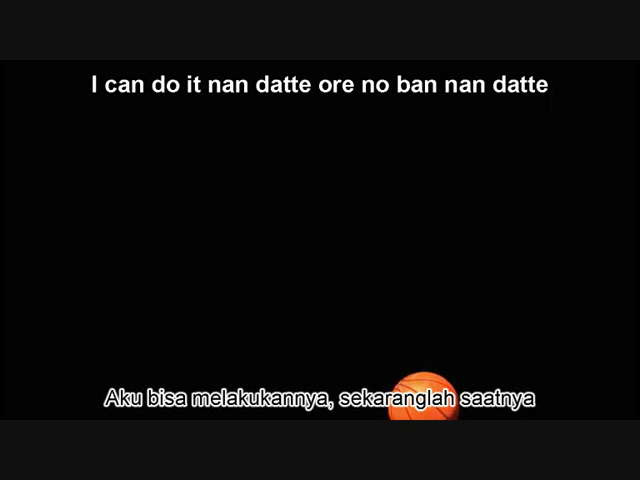 I can do it nan datte ore no ban nan datte
Aku bisa melakukannya, sekaranglah saatnya